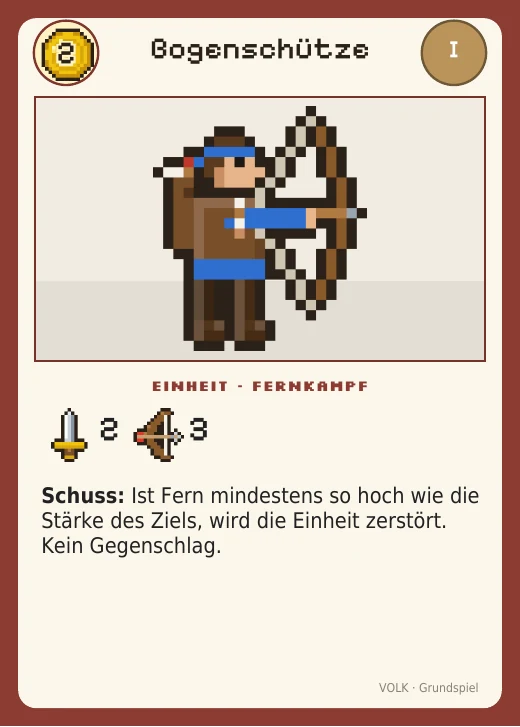 2
Bogenschütze
I
EINHEIT - FERNKAMPF
2 3
Schuss: Ist Fern mindestens so hoch wie die
Stärke des Ziels, wird die Einheit zerstört.
Kein Gegenschlag.
VOLK · Grundspiel